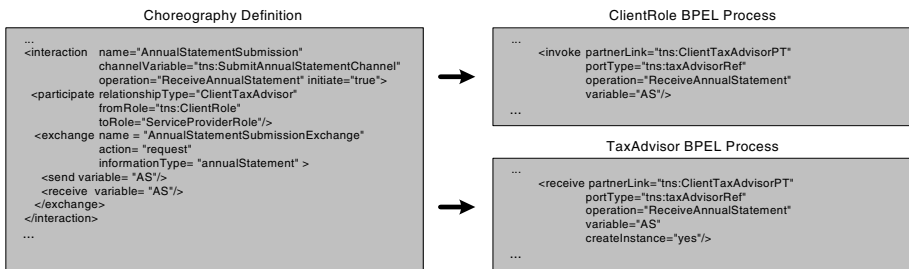 Choreography Definition
...
<interaction name="AnnualStatementSubmission"
channelVariable="tns:SubmitAnnualStatementChannel"
operation="ReceiveAnnualStatement" initiate="true">
<participate relationshipType="ClientTaxAdvisor"
fromRole="tns:ClientRole"
toRole="ServiceProviderRole"/>
<exchange name = "AnnualStatementSubmissionExchange"
action= "request"
informationType= "annualStatement" >
<send variable= "AS"/>
<receive variable= "AS"/>
</exchange>
</interaction>
...
ClientRole BPEL Process
...
<invoke partnerLink="tns:ClientTaxAdvisorPT"
portType="tns:taxAdvisorRef"
operation="ReceiveAnnualStatement"
variable="AS"/>
...
TaxAdvisor BPEL Process
...
<receive partnerLink="tns:ClientTaxAdvisorPT"
portType="tns:taxAdvisorRef"
operation="ReceiveAnnualStatement"
variable="AS"
createInstance="yes"/>
...